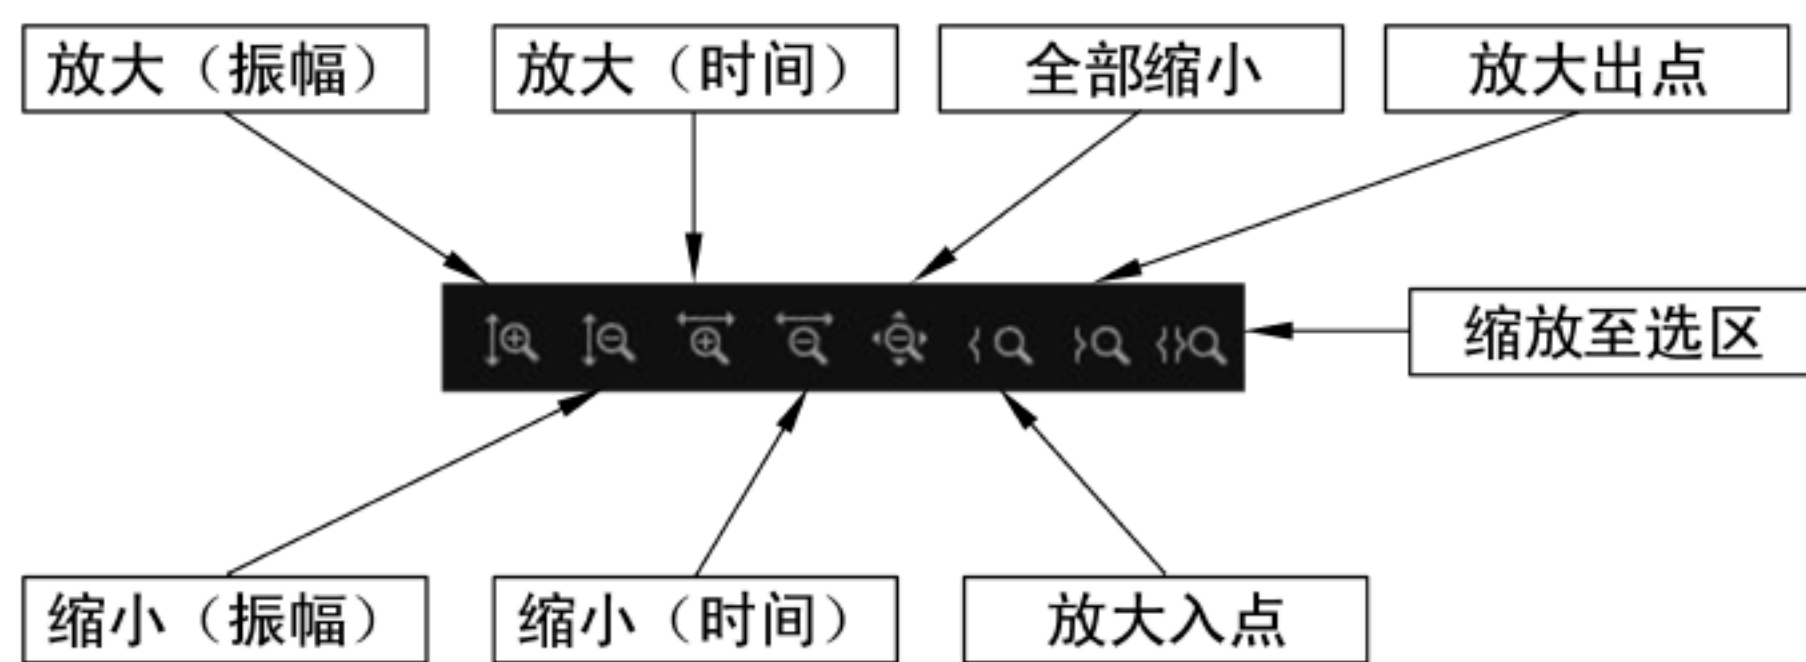 放大（振幅）
放大（时间）
全部缩小
放大出点
缩放至选区
缩小（振幅）
缩小（时间）
放大入点